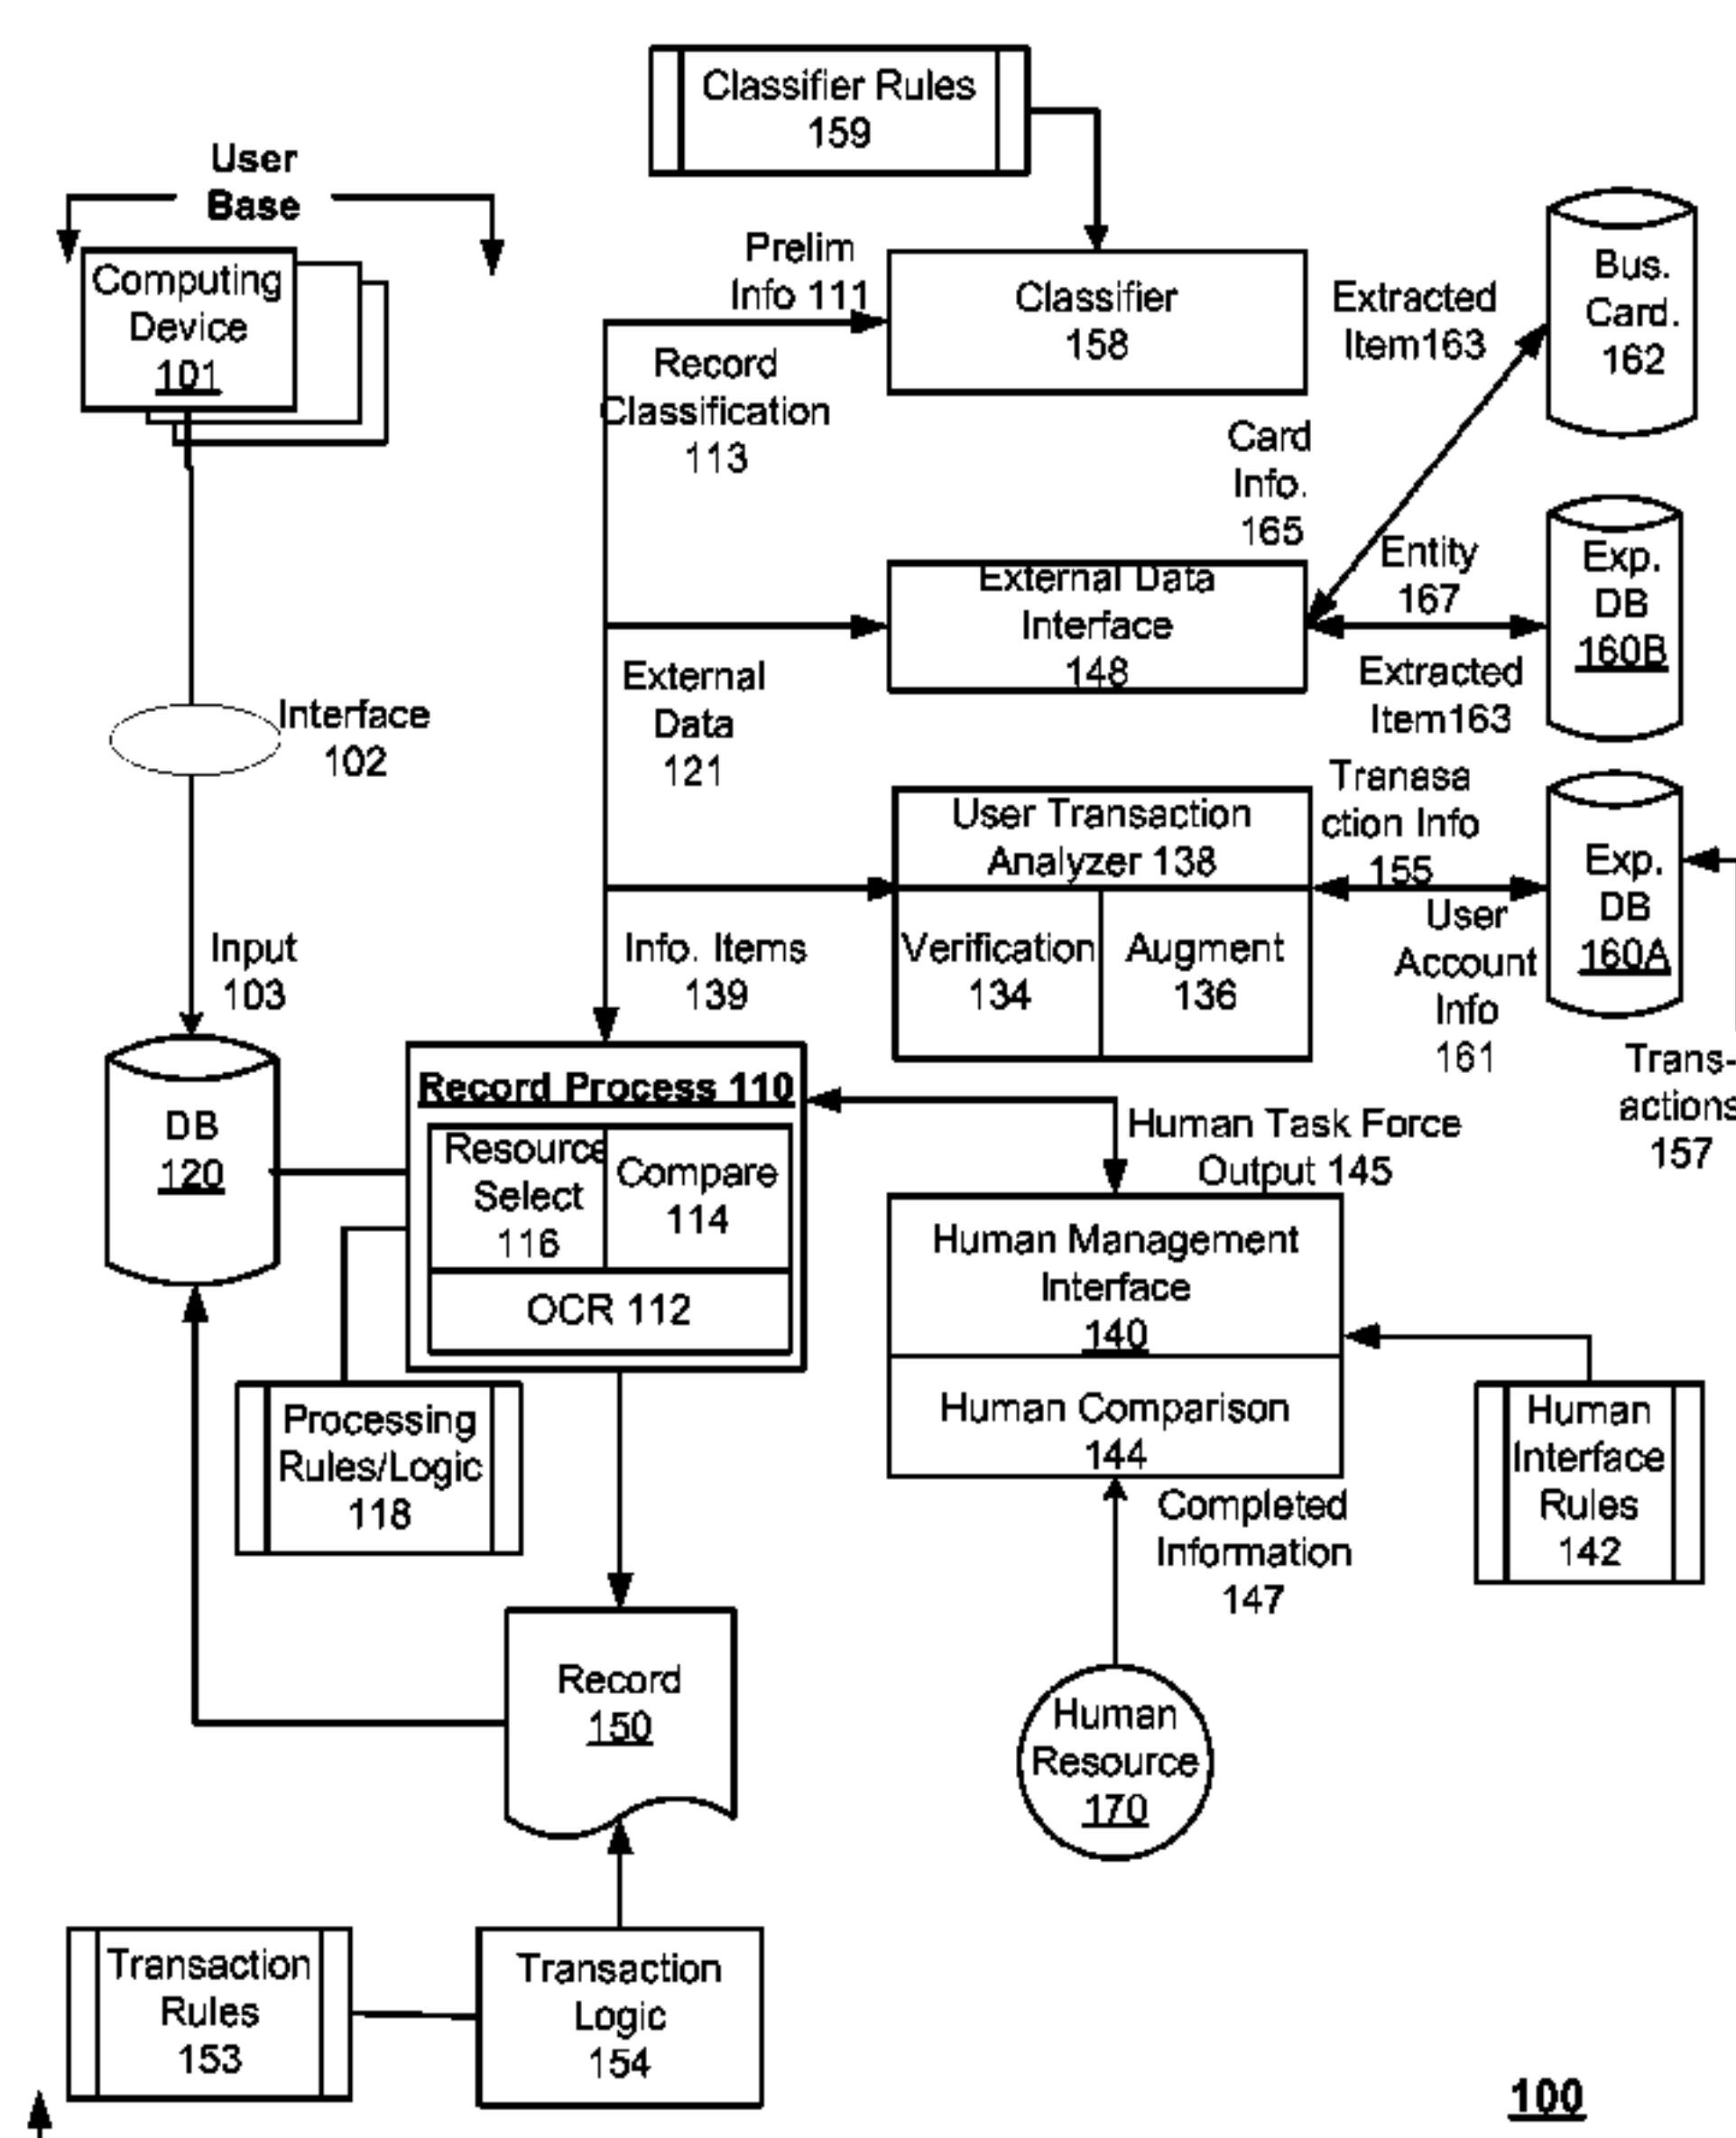 Classifier Rules
159
User
Base
Computing
Device
101
Prelim
Info 111
Classifier
158
Extracted
Item163
Bus.
Card.
162
Record
Classification
113
Card
Info.
165
External Data
Interface
148
Entity
167
Exp.
DB
160B
Extracted
Item163
External
Data
121
Interface
102
User Transaction
Analyzer 138
Verification
134
Augment
136
Tranasa
ction Info
155
User
Account
Info
161
Exp.
DB
160A
Trans-
actions
157
Input
103
Info. Items
139
DB
120
Record Process 110
Resource
Select
116
Compare
114
OCR 112
Human Task Force
Output 145
Human Management
Interface
140
Human Comparison
144
Processing
Rules/Logic
118
Human
Interface
Rules
142
Completed
Information
147
Record
150
Human
Resource
170
Transaction
Rules
153
Transaction
Logic
154
100